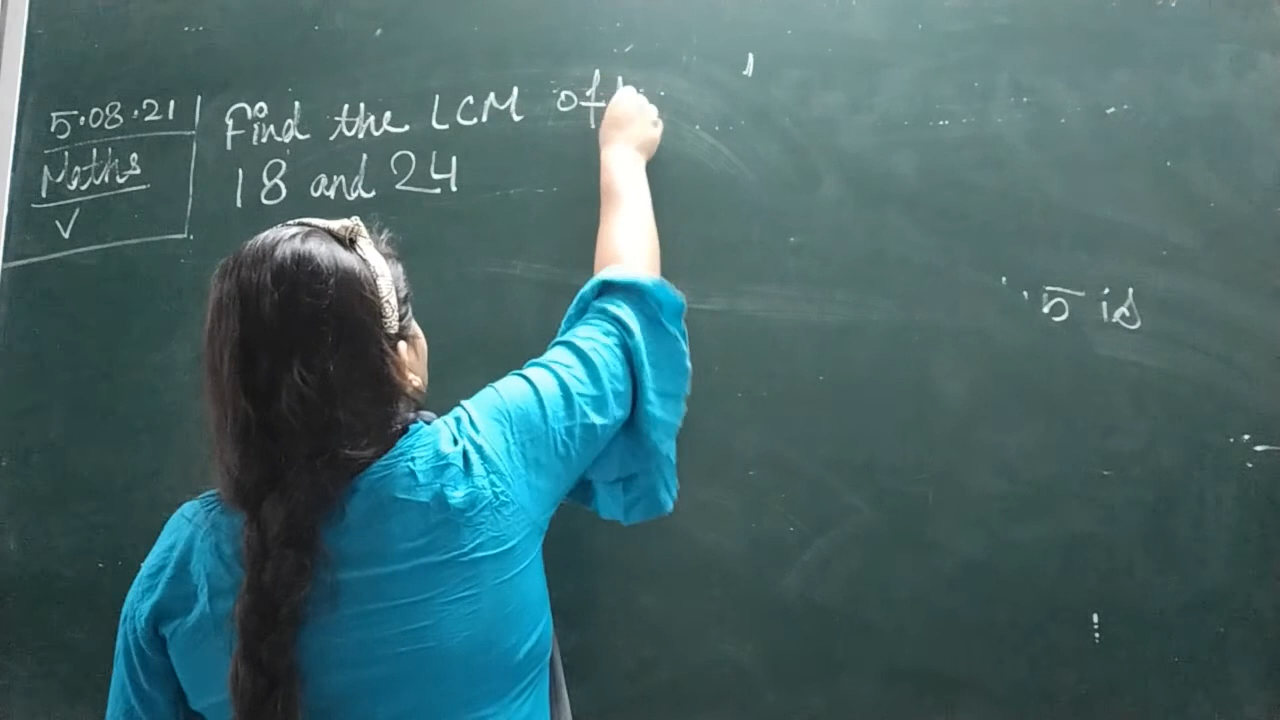 5.08.21
Maths
V
Find the LCM of
18 and 24
5 is